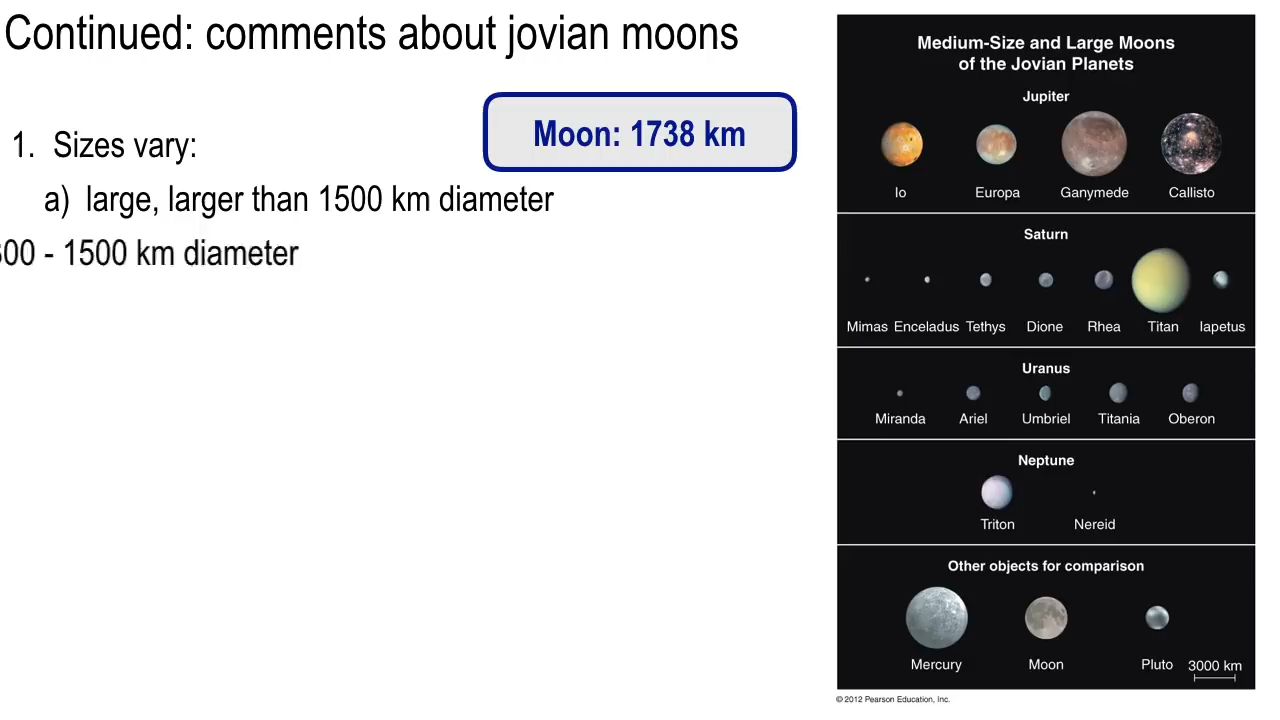 Continued: comments about jovian moons
Moon: 1738 km
1. Sizes vary:
a) large, larger than 1500 km diameter
00 - 1500 km diameter
Medium-Size and Large Moons
of the Jovian Planets
Jupiter
Io Europa Ganymede Callisto
Saturn
Mimas Enceladus Tethys Dione Rhea Titan Iapetus
Uranus
Miranda Ariel Umbriel Titania Oberon
Neptune
Triton Nereid
Other objects for comparison
Mercury Moon Pluto 3000 km
© 2012 Pearson Education, Inc.